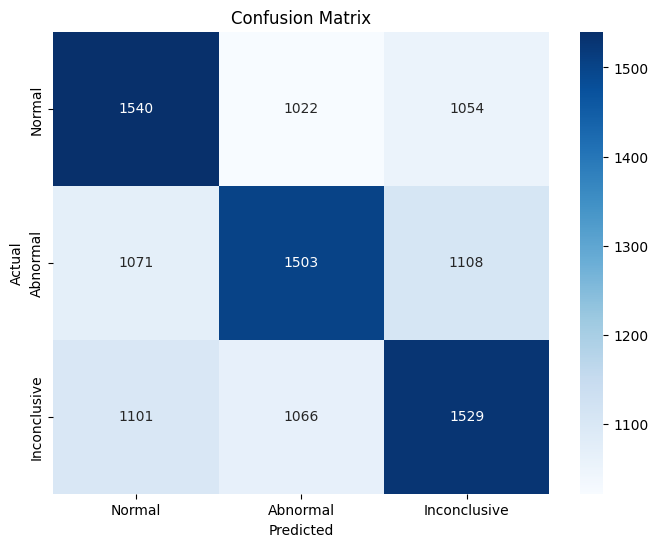 Confusion Matrix
Actual
Normal
1540 1022 1054
Abnormal
1071 1503 1108
Inconclusive
1101 1066 1529
Normal Abnormal Inconclusive
Predicted
1500
1400
1300
1200
1100